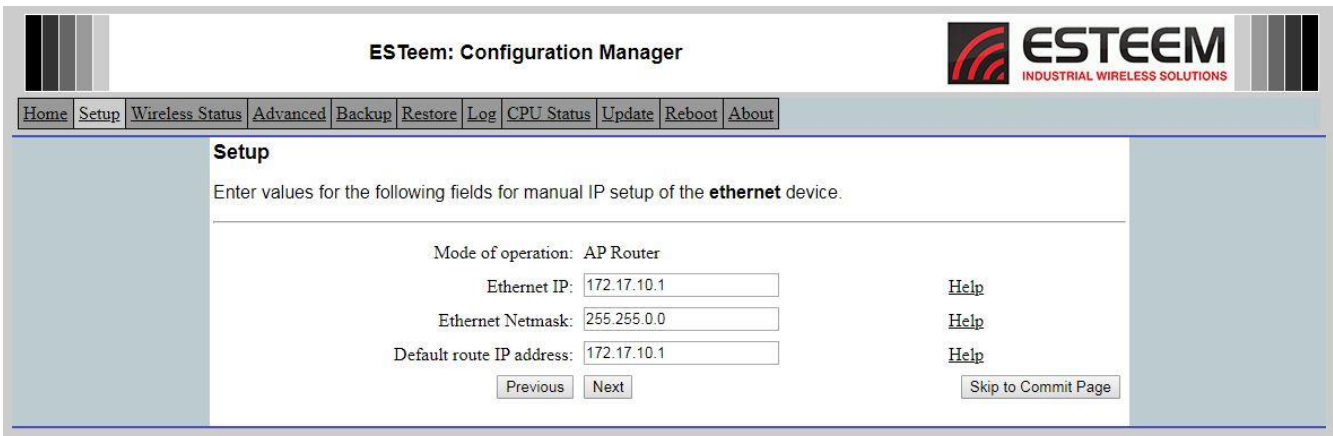 ESTeem: Configuration Manager
ESTEEM
INDUSTRIAL WIRELESS SOLUTIONS
Home Setup Wireless Status Advanced Backup Restore Log CPU Status Update Reboot About
Setup
Enter values for the following fields for manual IP setup of the ethernet device.
Mode of operation: AP Router
Ethernet IP: 172.17.10.1 Help
Ethernet Netmask: 255.255.0.0 Help
Default route IP address: 172.17.10.1 Help
Previous Next Skip to Commit Page